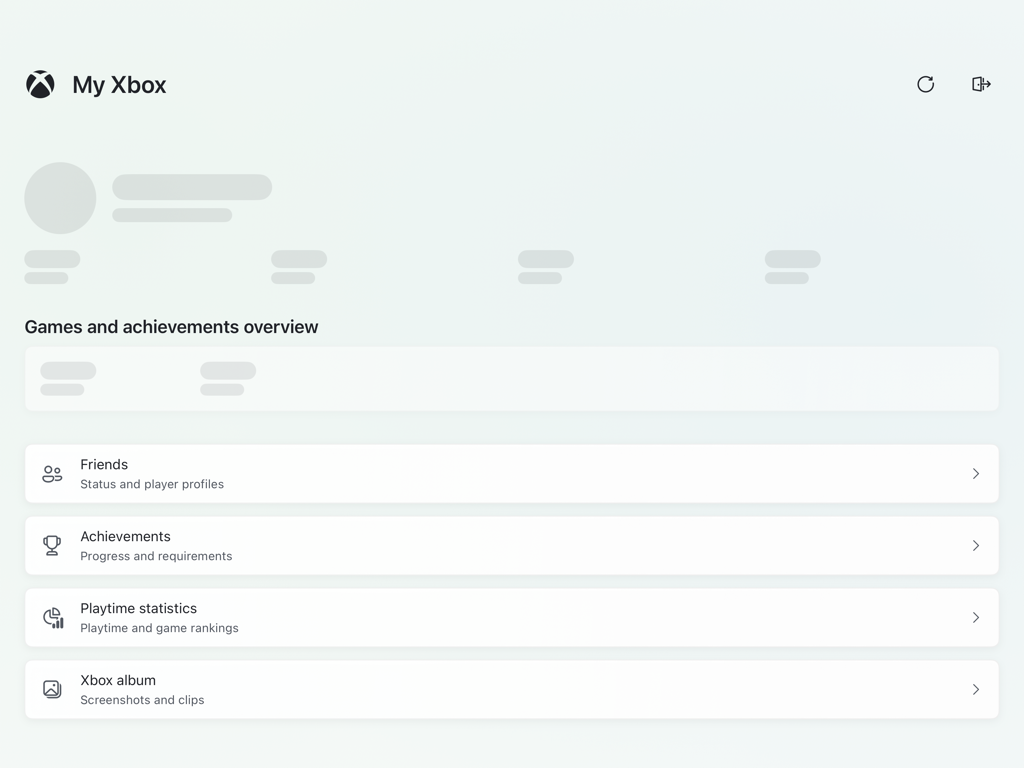 My Xbox
Games and achievements overview
Friends
Status and player profiles
Achievements
Progress and requirements
Playtime statistics
Playtime and game rankings
Xbox album
Screenshots and clips